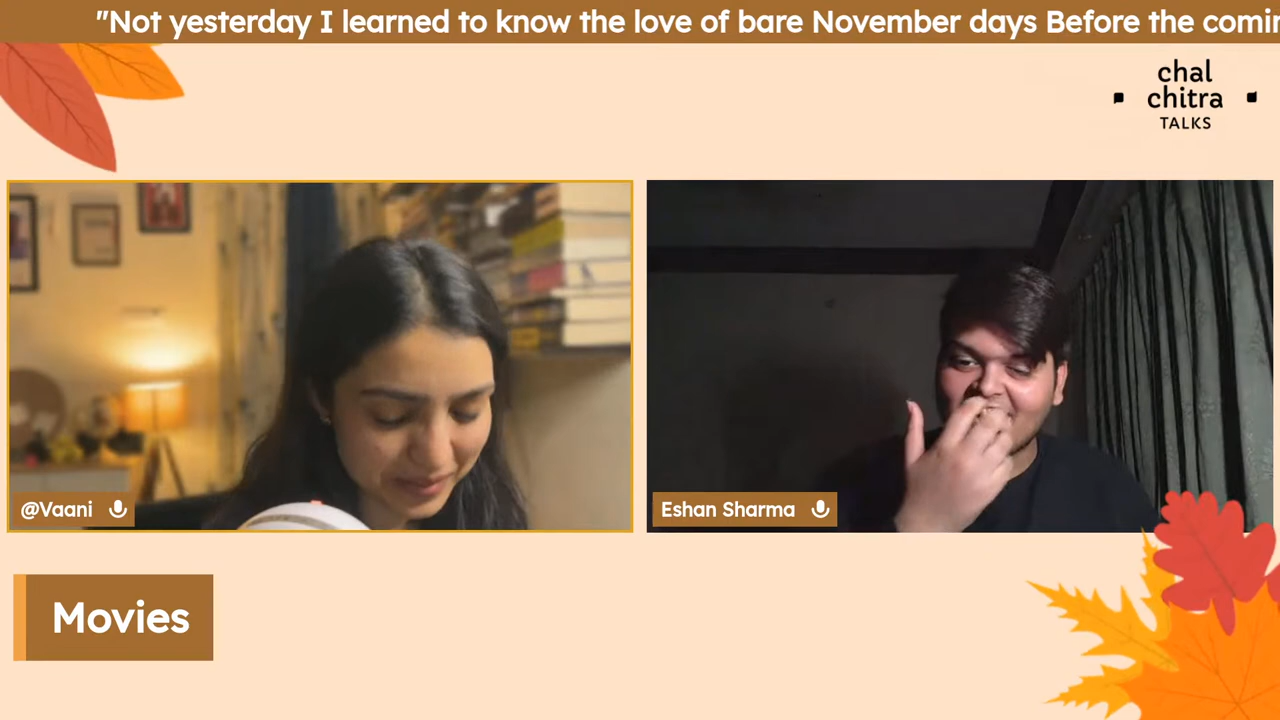 "Not yesterday I learned to know the love of bare November days Before the comin
chal
chitra
TALKS
@Vaani
Eshan Sharma
Movies